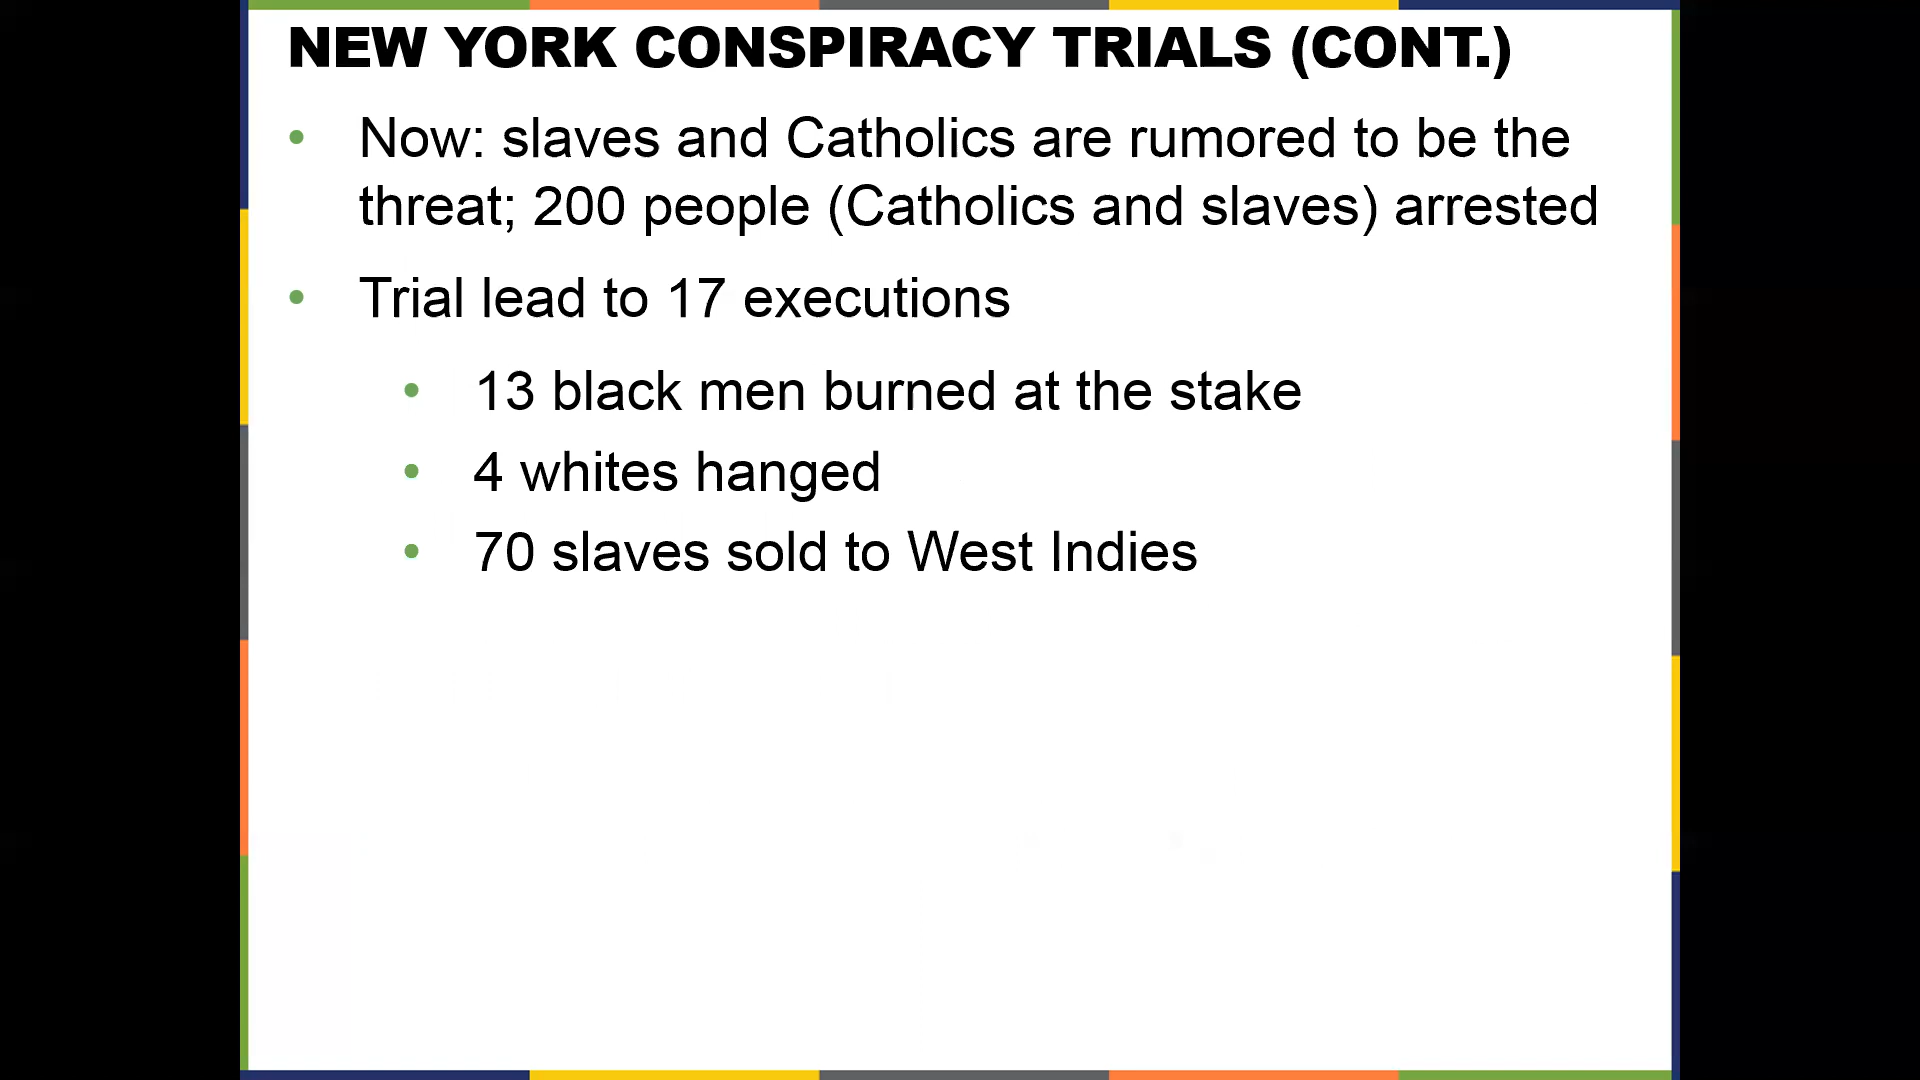 NEW YORK CONSPIRACY TRIALS (CONT.)
• Now: slaves and Catholics are rumored to be the
threat; 200 people (Catholics and slaves) arrested
• Trial lead to 17 executions
• 13 black men burned at the stake
• 4 whites hanged
• 70 slaves sold to West Indies